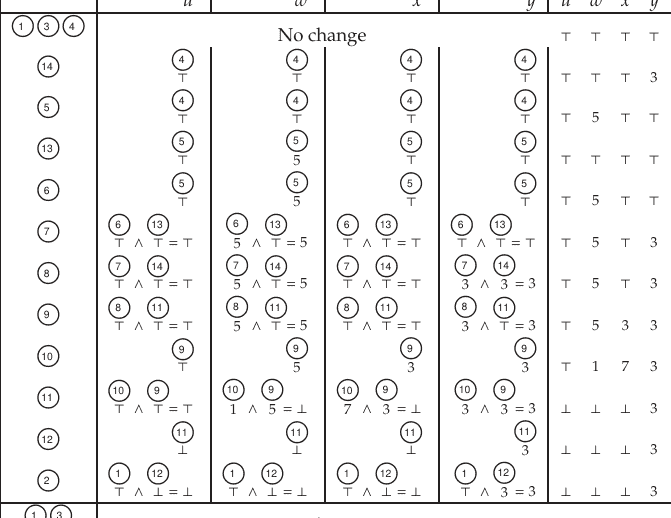 u w x y u w x y
① ③ ④ No change ⊤ ⊤ ⊤ ⊤
⑭ ④ ④ ④ ④
⊤ ⊤ ⊤ ⊤ ⊤ ⊤ ⊤ 3
⑤ ④ ④ ④ ④
⊤ ⊤ ⊤ ⊤ ⊤ 5 ⊤ ⊤
⑬ ⑤ ⑤ ⑤ ⑤
⊤ 5 ⊤ ⊤ ⊤ ⊤ ⊤ ⊤
⑥ ⑤ ⑤ ⑤ ⑤
⊤ 5 ⊤ ⊤ ⊤ 5 ⊤ ⊤
⑦ ⑥ ⑬ ⑥ ⑬ ⑥ ⑬ ⑥ ⑬
⊤ ∧ ⊤ = ⊤ 5 ∧ ⊤ = 5 ⊤ ∧ ⊤ = ⊤ ⊤ ∧ ⊤ = ⊤ ⊤ 5 ⊤ 3
⑧ ⑦ ⑭ ⑦ ⑭ ⑦ ⑭ ⑦ ⑭
⊤ ∧ ⊤ = ⊤ 5 ∧ ⊤ = 5 ⊤ ∧ ⊤ = ⊤ 3 ∧ 3 = 3 ⊤ 5 ⊤ 3
⑨ ⑧ ⑪ ⑧ ⑪ ⑧ ⑪ ⑧ ⑪
⊤ ∧ ⊤ = ⊤ 5 ∧ ⊤ = 5 ⊤ ∧ ⊤ = ⊤ 3 ∧ ⊤ = 3 ⊤ 5 3 3
⑩ ⑨ ⑨ ⑨ ⑨
⊤ 5 3 3 ⊤ 1 7 3
⑪ ⑩ ⑨ ⑩ ⑨ ⑩ ⑨ ⑩ ⑨
⊤ ∧ ⊤ = ⊤ 1 ∧ 5 = ⊥ 7 ∧ 3 = ⊥ 3 ∧ 3 = 3 ⊥ ⊥ ⊥ 3
⑫ ⑪ ⑪ ⑪ ⑪
⊥ ⊥ ⊥ 3 ⊥ ⊥ ⊥ 3
② ① ⑫ ① ⑫ ① ⑫ ① ⑫
⊤ ∧ ⊥ = ⊥ ⊤ ∧ ⊥ = ⊥ ⊤ ∧ ⊥ = ⊥ ⊤ ∧ 3 = 3 ⊥ ⊥ ⊥ 3
① ③